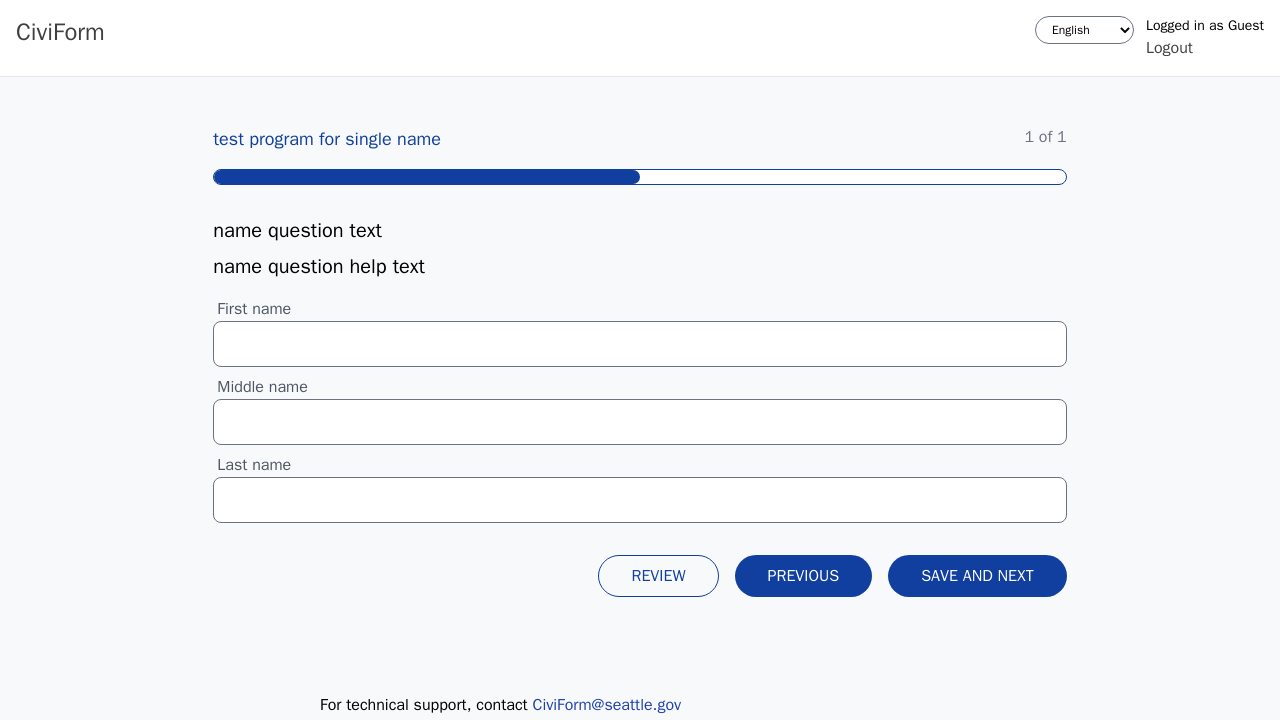 CiviForm
English
Logged in as Guest
Logout
test program for single name
1 of 1
name question text
name question help text
First name
Middle name
Last name
REVIEW
PREVIOUS
SAVE AND NEXT
For technical support, contact CiviForm@seattle.gov